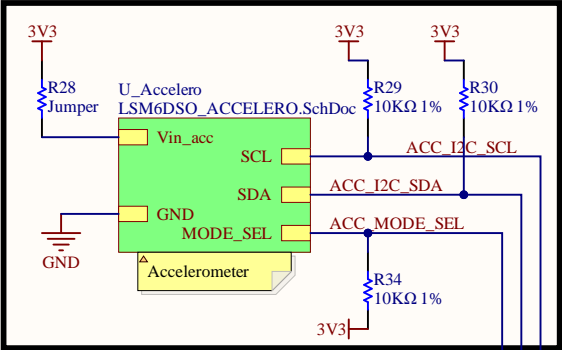 3V3
3V3
3V3
R28
Jumper
U_Accelero
LSM6DSO_ACCELERO.SchDoc
R29
10KΩ 1%
R30
10KΩ 1%
Vin_acc
SCL
ACC_I2C_SCL
SDA
ACC_I2C_SDA
GND
MODE_SEL
ACC_MODE_SEL
GND
Accelerometer
R34
10KΩ 1%
3V3